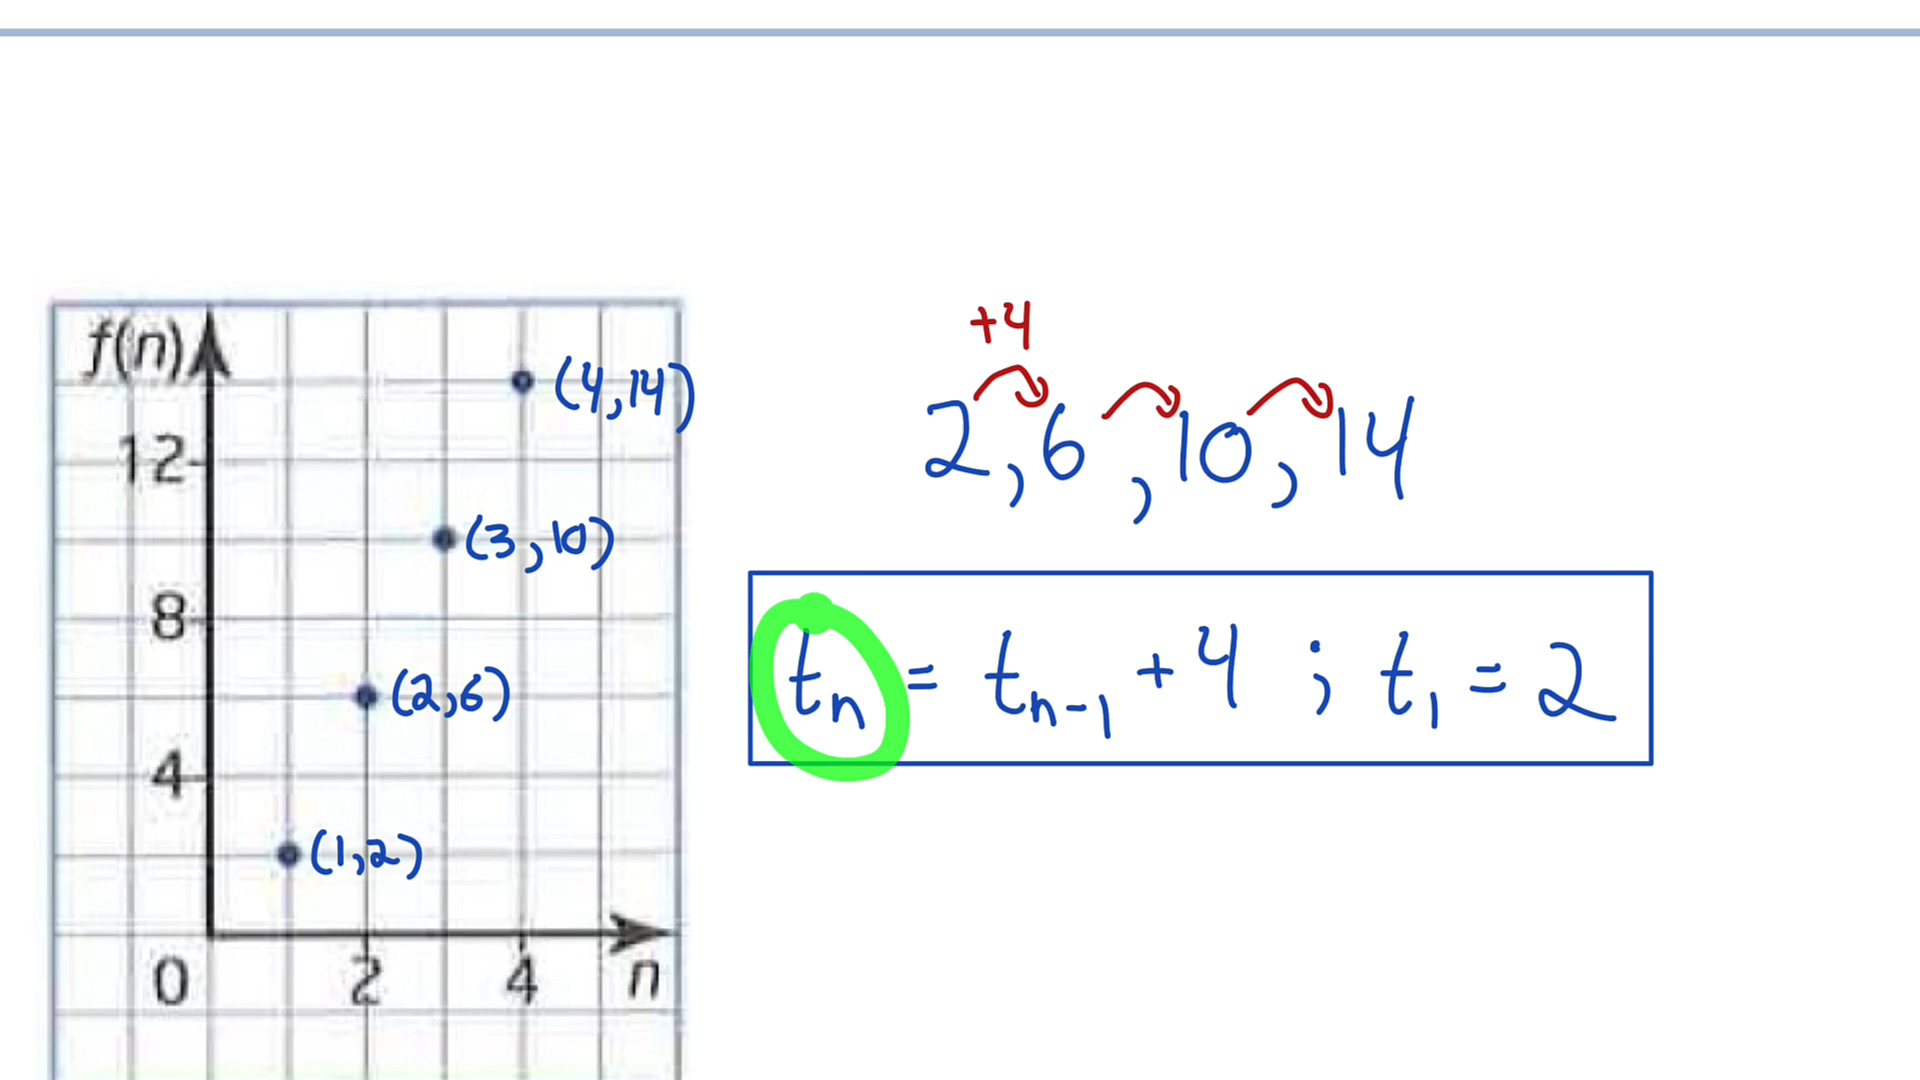 +4
f(n)
2, 6, 10, 14
(4,14)
12
(3,10)
8
tn = tn-1 + 4 ; t1 = 2
(2,6)
4
(1,2)
0 2 4 n